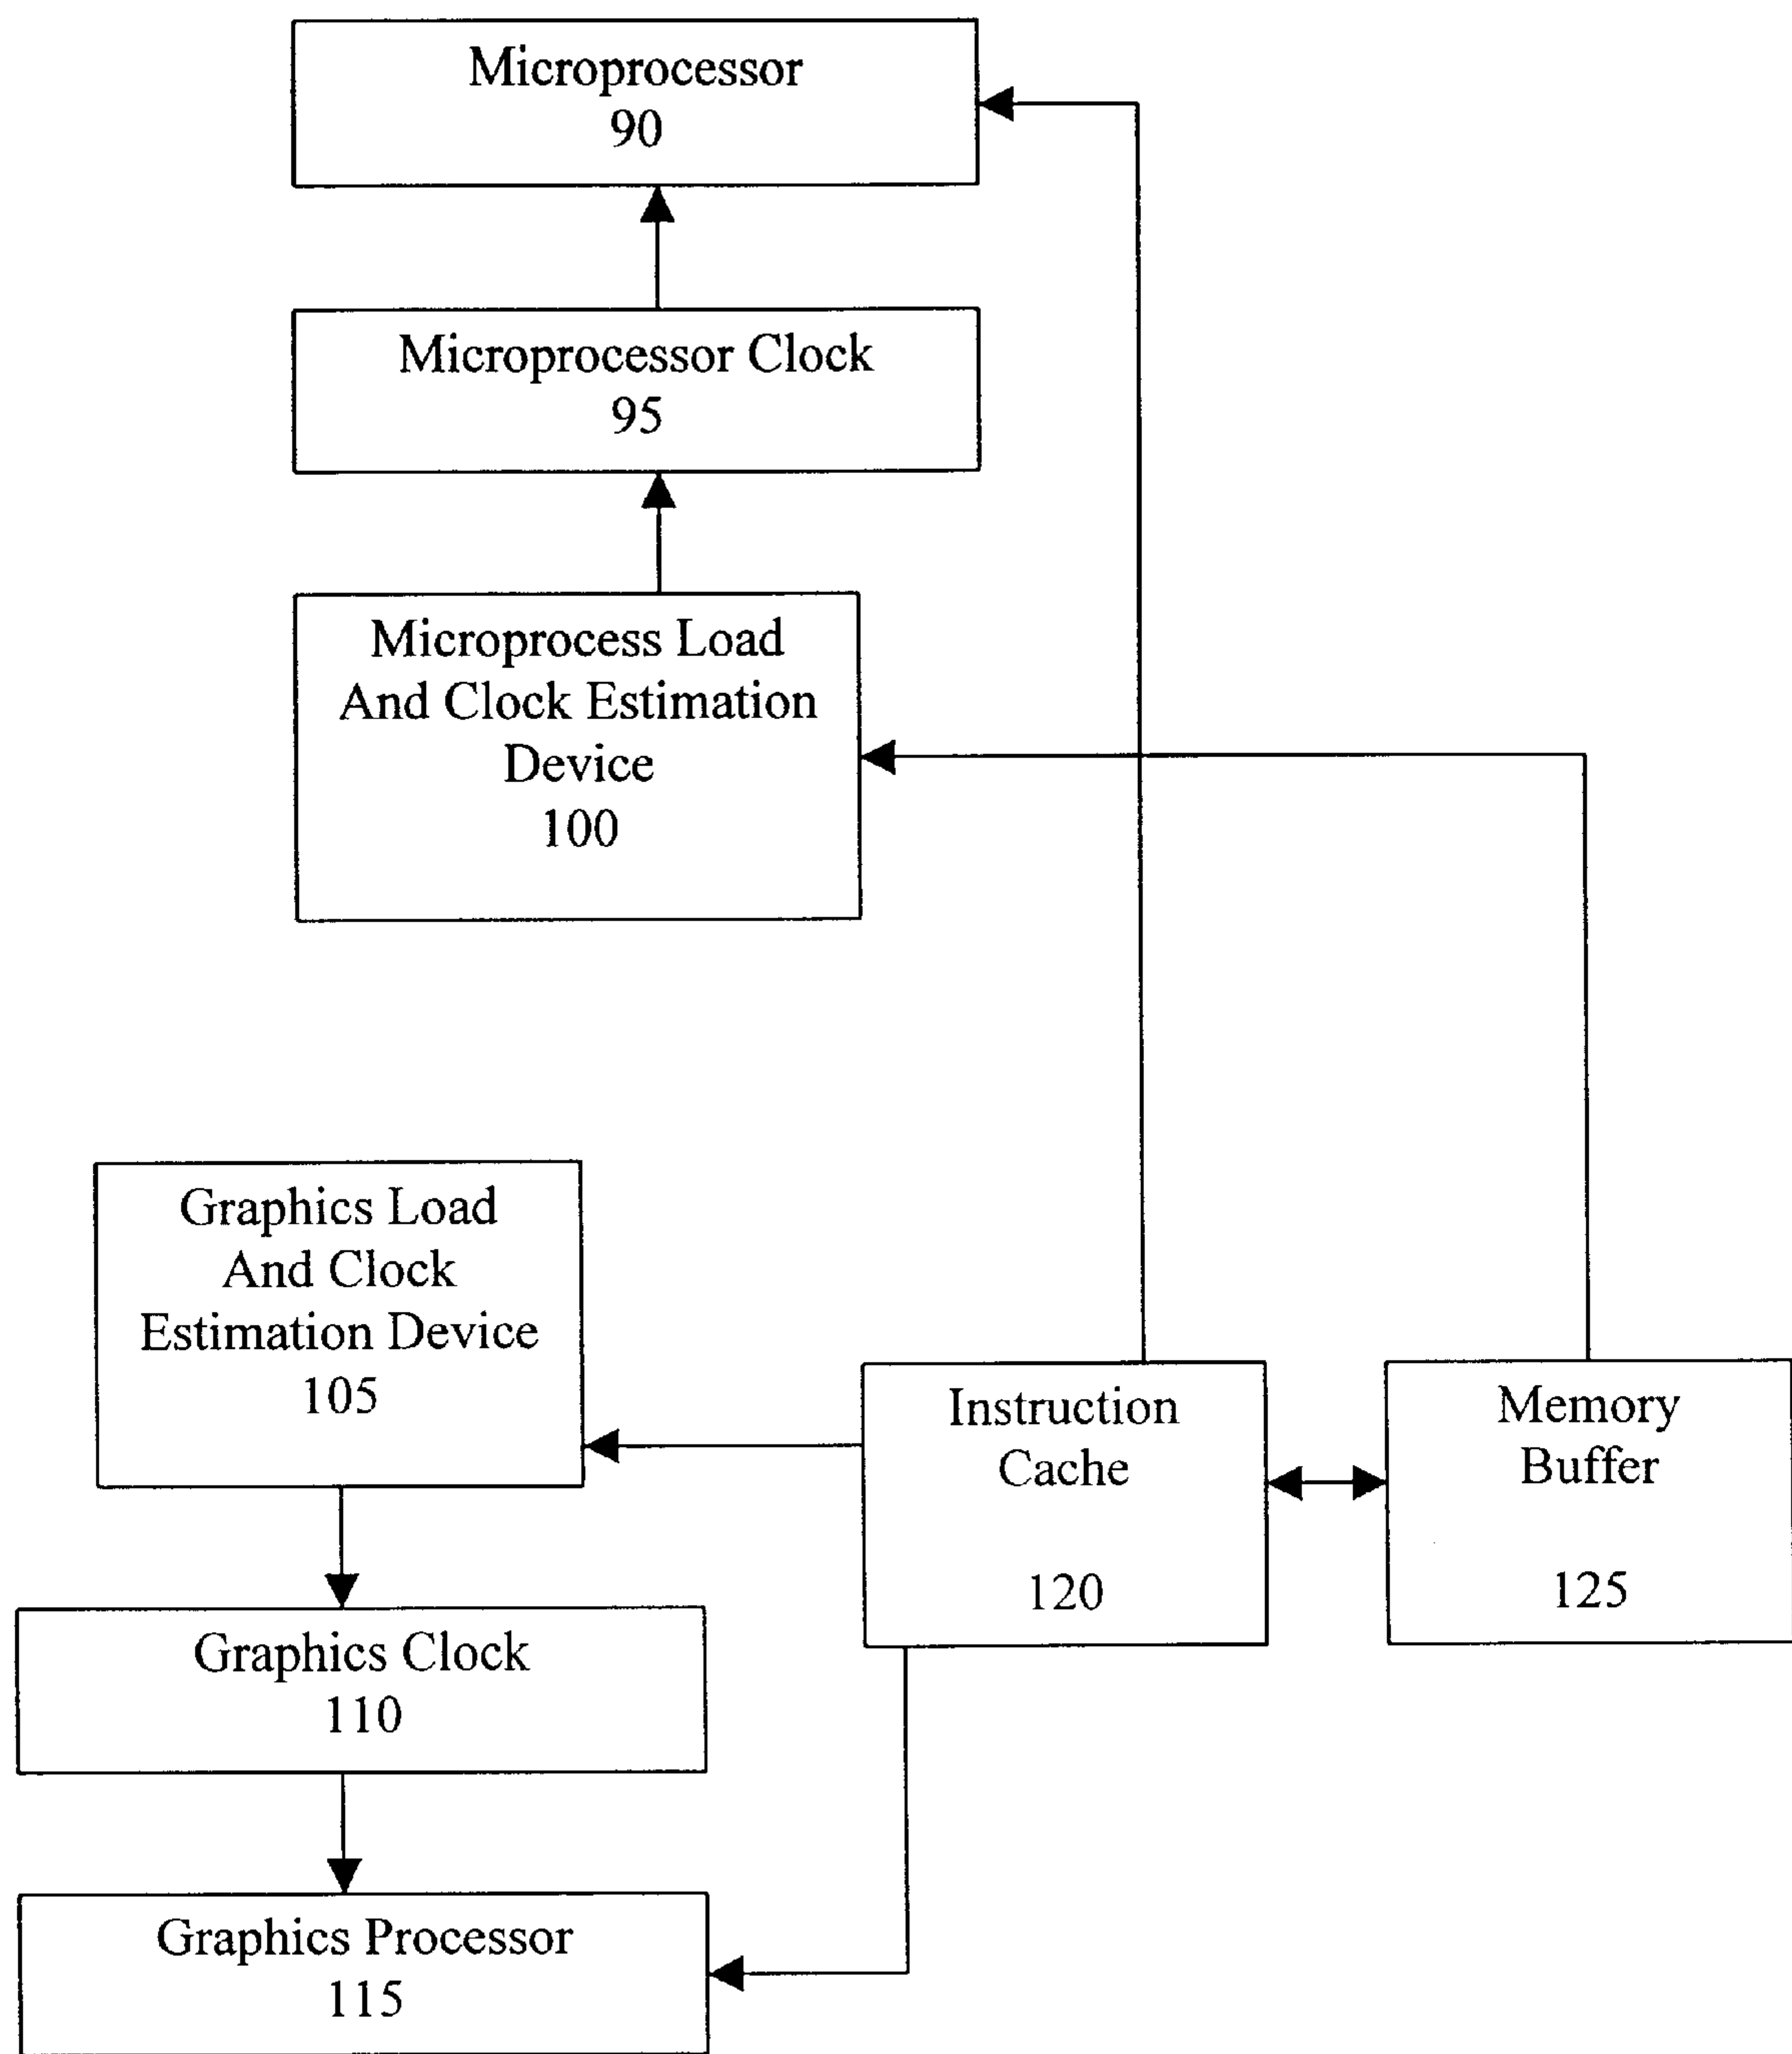 Microprocessor
90
Microprocessor Clock
95
Microprocess Load
And Clock Estimation
Device
100
Graphics Load
And Clock
Estimation Device
105
Instruction
Cache
120
Memory
Buffer
125
Graphics Clock
110
Graphics Processor
115